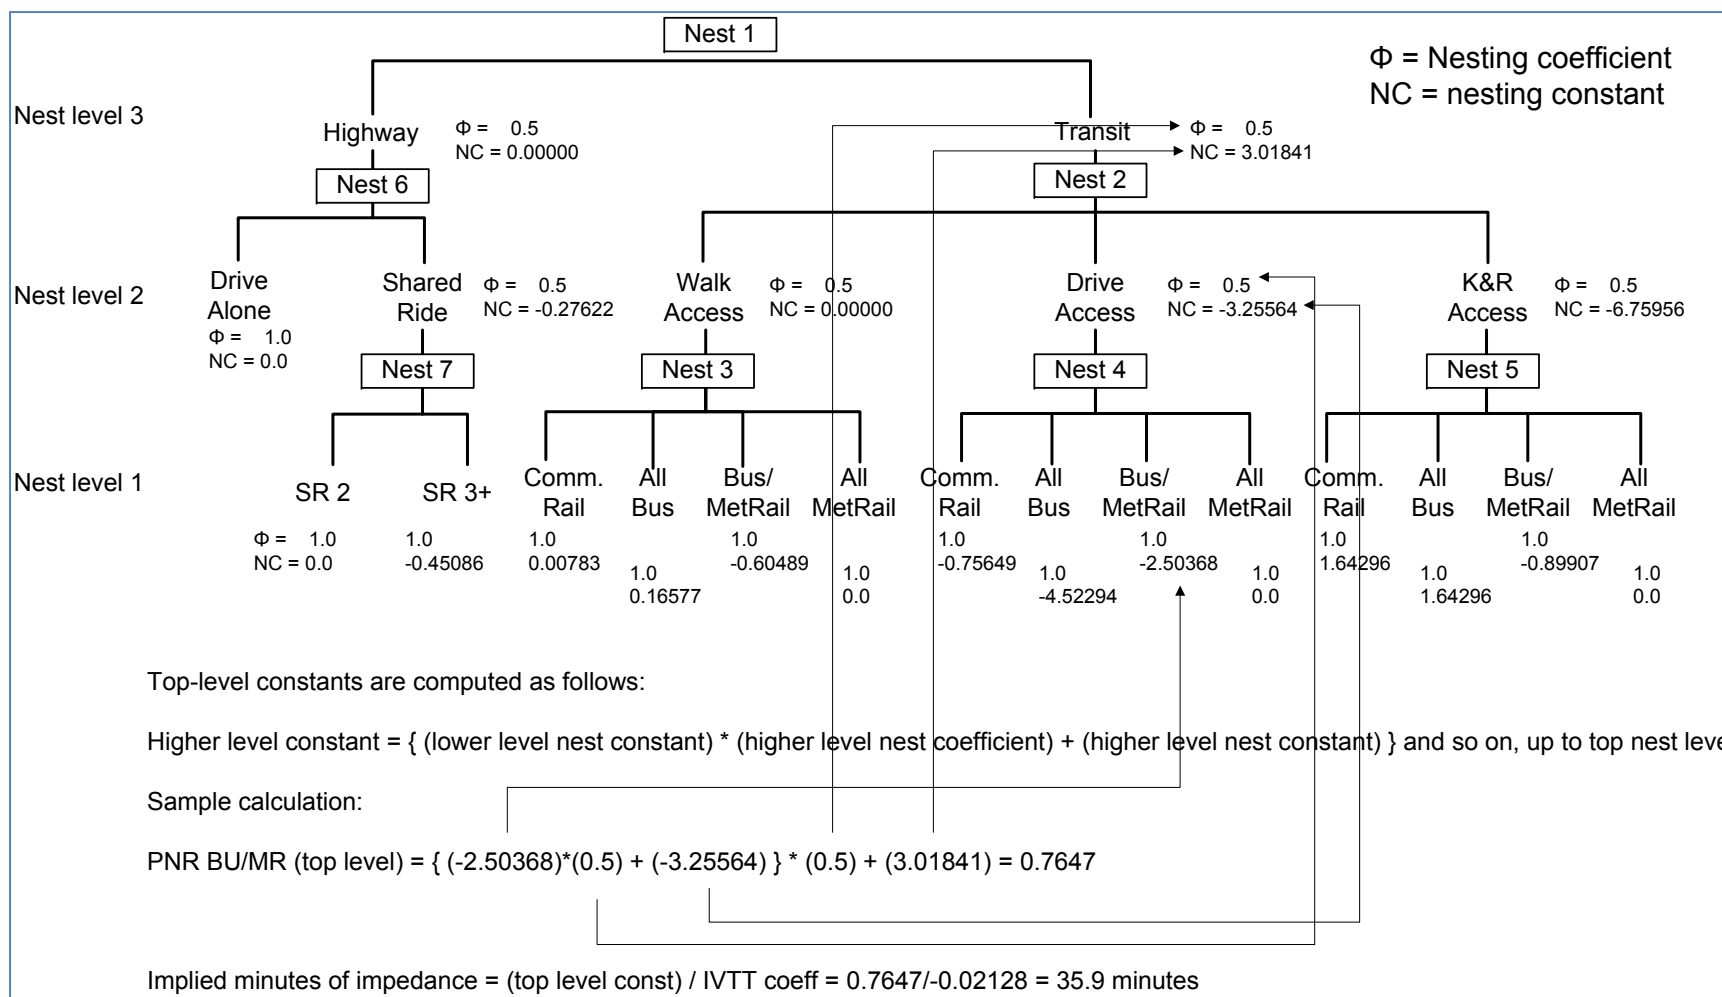 Nest 1
Φ = Nesting coefficient
NC = nesting constant
Nest level 3
Highway
Φ = 0.5
NC = 0.00000
Transit
Φ = 0.5
NC = 3.01841
Nest 6
Nest 2
Nest level 2
Drive
Alone
Φ = 1.0
NC = 0.0
Shared
Ride
Φ = 0.5
NC = -0.27622
Walk
Access
Φ = 0.5
NC = 0.00000
Drive
Access
Φ = 0.5
NC = -3.25564
K&R
Access
Φ = 0.5
NC = -6.75956
Nest 7
Nest 3
Nest 4
Nest 5
Nest level 1
SR 2
SR 3+
Comm.
Rail
All
Bus
Bus/
MetRail
All
MetRail
Comm.
Rail
All
Bus
Bus/
MetRail
All
MetRail
Comm.
Rail
All
Bus
Bus/
MetRail
All
MetRail
Φ = 1.0
NC = 0.0
1.0
-0.45086
1.0
0.00783
1.0
0.16577
1.0
-0.60489
1.0
0.0
1.0
-0.75649
1.0
-4.52294
1.0
-2.50368
1.0
0.0
1.0
1.64296
1.0
1.64296
1.0
-0.89907
1.0
0.0
Top-level constants are computed as follows:
Higher level constant = { (lower level nest constant) * (higher level nest coefficient) + (higher level nest constant) } and so on, up to top nest leve
Sample calculation:
PNR BU/MR (top level) = { (-2.50368)*(0.5) + (-3.25564) } * (0.5) + (3.01841) = 0.7647
Implied minutes of impedance = (top level const) / IVTT coeff = 0.7647/-0.02128 = 35.9 minutes